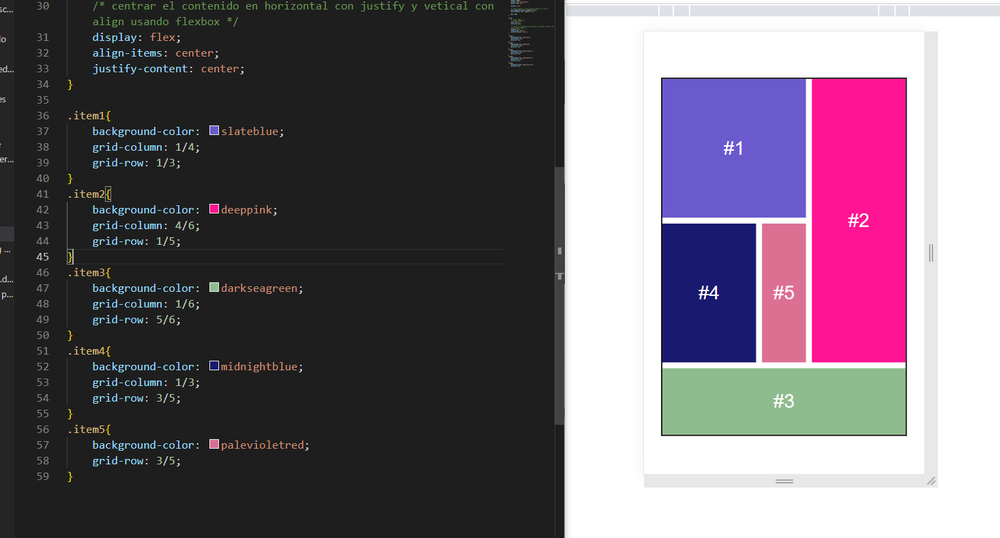 sc...
lo
ed...
es
e
er...
g ...
.d...
p...
30 /* centrar el contenido en horizontal con justify y vetical con
align usando flexbox */
31 display: flex;
32 align-items: center;
33 justify-content: center;
34 }
35
36 .item1{
37 background-color: slateblue;
38 grid-column: 1/4;
39 grid-row: 1/3;
40 }
41 .item2{
42 background-color: deeppink;
43 grid-column: 4/6;
44 grid-row: 1/5;
45 }
46 .item3{
47 background-color: darkseagreen;
48 grid-column: 1/6;
49 grid-row: 5/6;
50 }
51 .item4{
52 background-color: midnightblue;
53 grid-column: 1/3;
54 grid-row: 3/5;
55 }
56 .item5{
57 background-color: palevioletred;
58 grid-row: 3/5;
59 }
#1
#2
#4
#5
#3